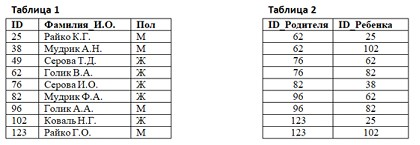 Таблица 1
ID Фамилия_И.О. Пол
25 Райко К.Г. М
38 Мудрик А.Н. М
49 Серова Т.Д. Ж
62 Голик В.А. Ж
76 Серова И.О. Ж
82 Мудрик Ф.А. Ж
96 Голик А.А. М
102 Коваль Н.Г. Ж
123 Райко Г.О. М
Таблица 2
ID_Родителя ID_Ребенка
62 25
62 102
76 62
76 82
82 38
96 62
96 82
123 25
123 102